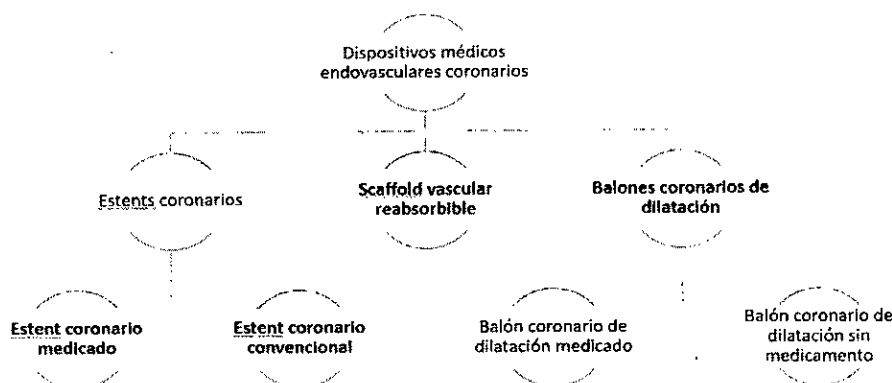 Dispositivos médicos
endovasculares coronarios
Estents coronarios
Scaffold vascular
reabsorbible
Balones coronarios de
dilatación
Estent coronario
medicado
Estent coronario
convencional
Balón coronario de
dilatación medicado
Balón coronario de
dilatación sin
medicamento